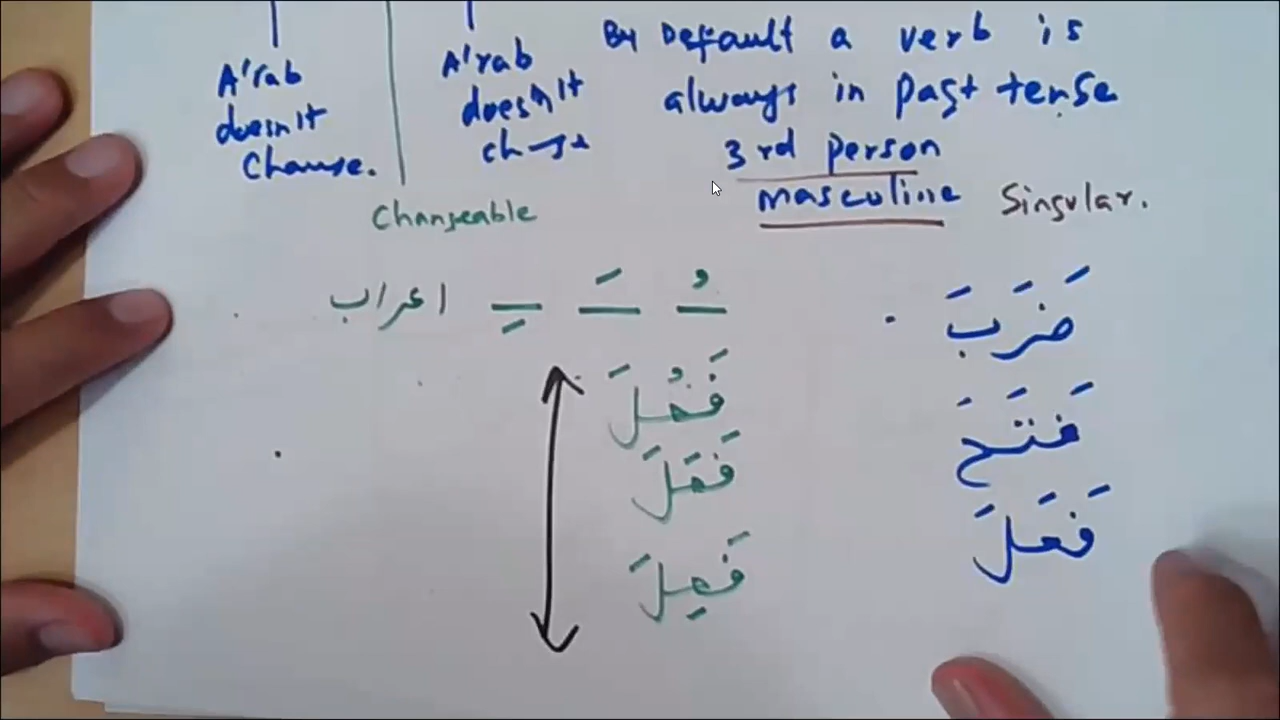 A'rab
doesn't
Change.
A'rab
doesn't
By Default a verb is
always in past tense
3rd person
masculine Singular.
Changeable
اعراب ـُ ـَ ـِ
ضَرَبَ
فَتَحَ
فَعَلَ
فَعُلَ
فَعَلَ
فَعِلَ